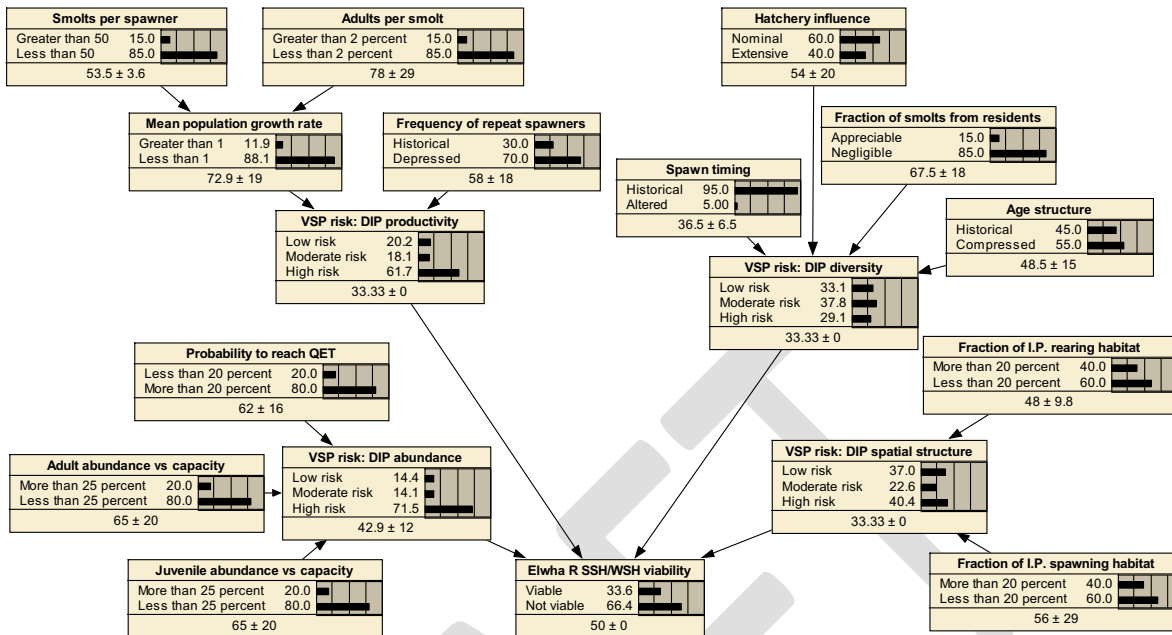 Smolts per spawner
Greater than 50 15.0
Less than 50 85.0
53.5 ± 3.6
Adults per smolt
Greater than 2 percent 15.0
Less than 2 percent 85.0
78 ± 29
Hatchery influence
Nominal 60.0
Extensive 40.0
54 ± 20
Mean population growth rate
Greater than 1 11.9
Less than 1 88.1
72.9 ± 19
Frequency of repeat spawners
Historical 30.0
Depressed 70.0
58 ± 18
Fraction of smolts from residents
Appreciable 15.0
Negligible 85.0
67.5 ± 18
Spawn timing
Historical 95.0
Altered 5.00
36.5 ± 6.5
Age structure
Historical 45.0
Compressed 55.0
48.5 ± 15
VSP risk: DIP productivity
Low risk 20.2
Moderate risk 18.1
High risk 61.7
33.33 ± 0
VSP risk: DIP diversity
Low risk 33.1
Moderate risk 37.8
High risk 29.1
33.33 ± 0
Probability to reach QET
Less than 20 percent 20.0
More than 20 percent 80.0
62 ± 16
Fraction of I.P. rearing habitat
More than 20 percent 40.0
Less than 20 percent 60.0
48 ± 9.8
Adult abundance vs capacity
More than 25 percent 20.0
Less than 25 percent 80.0
65 ± 20
VSP risk: DIP abundance
Low risk 14.4
Moderate risk 14.1
High risk 71.5
42.9 ± 12
VSP risk: DIP spatial structure
Low risk 37.0
Moderate risk 22.6
High risk 40.4
33.33 ± 0
Juvenile abundance vs capacity
More than 25 percent 20.0
Less than 25 percent 80.0
65 ± 20
Elwha R SSH/WSH viability
Viable 33.6
Not viable 66.4
50 ± 0
Fraction of I.P. spawning habitat
More than 20 percent 40.0
Less than 20 percent 60.0
56 ± 29